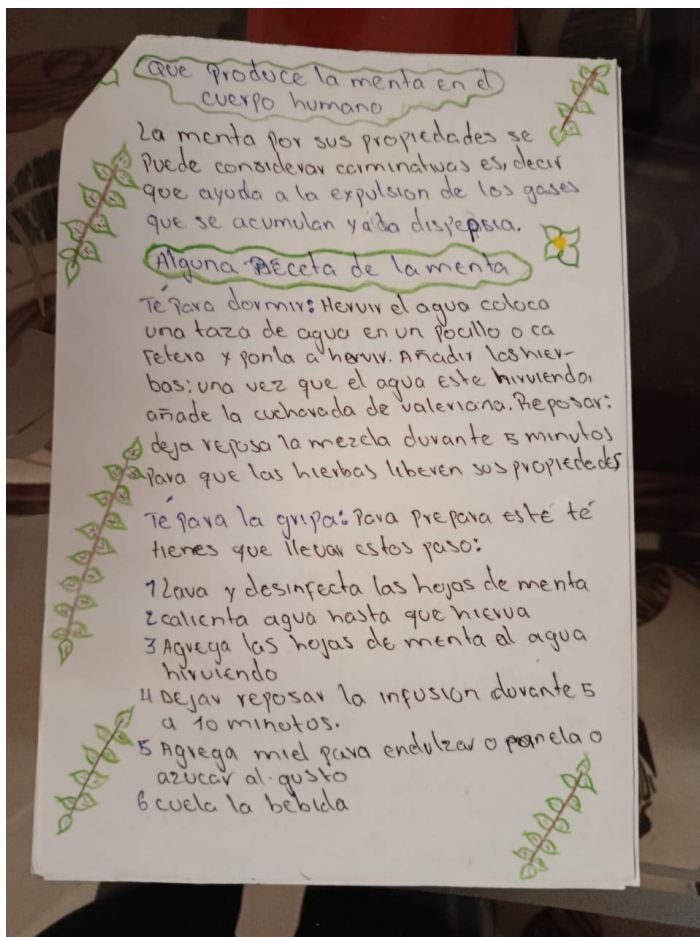 Que produce la menta en el
cuerpo humano
La menta por sus propiedades se
Puede considerar carminativas es, decir
que ayuda a la expulsion de los gases
que se acumulan y a la dispepsia.
Alguna Receta de la menta
Té Para dormir: Hervir el agua coloca
una taza de agua en un pocillo o ca
fetera y ponla a hervir. Añadir las hier-
bas: una vez que el agua este hirviendo,
añade la cucharada de valeriana. Reposar:
deja reposa la mezcla durante 5 minutos
Para que las hierbas liberen sus propiedades
Té Para la gripa: Para Prepara esté té
tienes que llevar estos paso:
1 Lava y desinfecta las hojas de menta
2 calienta agua hasta que hierva
3 Agrega las hojas de menta al agua
hirviendo
4 Dejar reposar la infusion durante 5
a 10 minutos.
5 Agrega miel para endulzar o panela o
azucar al gusto
6 cuela la bebida